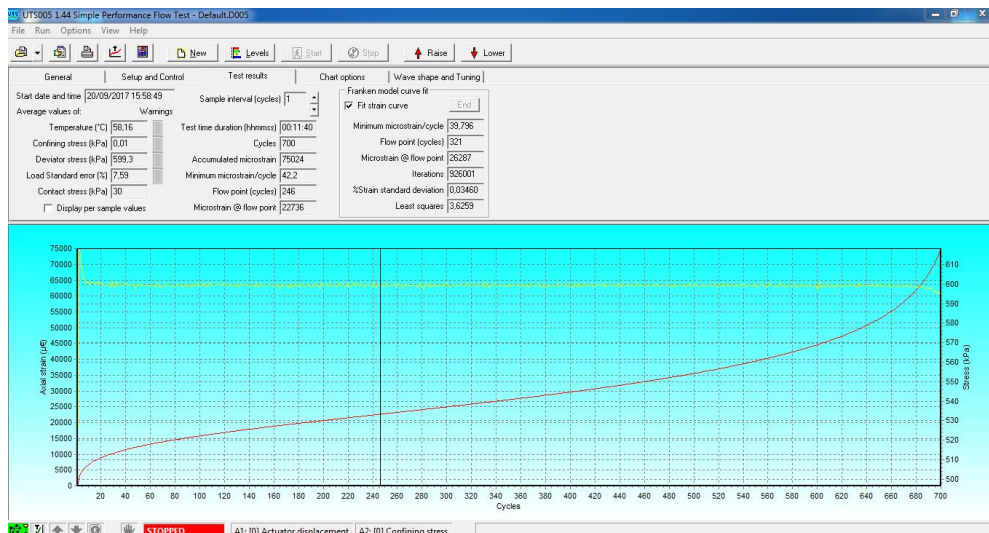 UTS005 1.44 Simple Performance Flow Test - Default.D005
File Run Options View Help
New Levels Start Stop Raise Lower
General Setup and Control Test results Chart options Wave shape and Tuning
Start date and time 20/09/2017 15:58:49
Average values of: Warnings
Temperature (°C) 58,16
Confining stress (kPa) 0,01
Deviator stress (kPa) 599,3
Load Standard error (%) 7,59
Contact stress (kPa) 30
Display per sample values
Sample interval (cycles) 1
Test time duration (hhmmss) 00:11:40
Cycles 700
Accumulated microstrain 75024
Minimum microstrain/cycle 42,2
Flow point (cycles) 246
Microstrain @ flow point 22736
Franken model curve fit
Fit strain curve End
Minimum microstrain/cycle 39,796
Flow point (cycles) 321
Microstrain @ flow point 26287
Iterations 926001
%Strain standard deviation 0,03460
Least squares 3,6259
Axial strain (µe)
75000
70000
65000
60000
55000
50000
45000
40000
35000
30000
25000
20000
15000
10000
5000
0
20 40 60 80 100 120 140 160 180 200 220 240 260 280 300 320 340 360 380 400 420 440 460 480 500 520 540 560 580 600 620 640 660 680 700
Cycles
610
600
590
580
570
560
550
540
530
520
510
500
Stress (kPa)
STOPPED A1: [0] Actuator displacement A2: [0] Confining stress